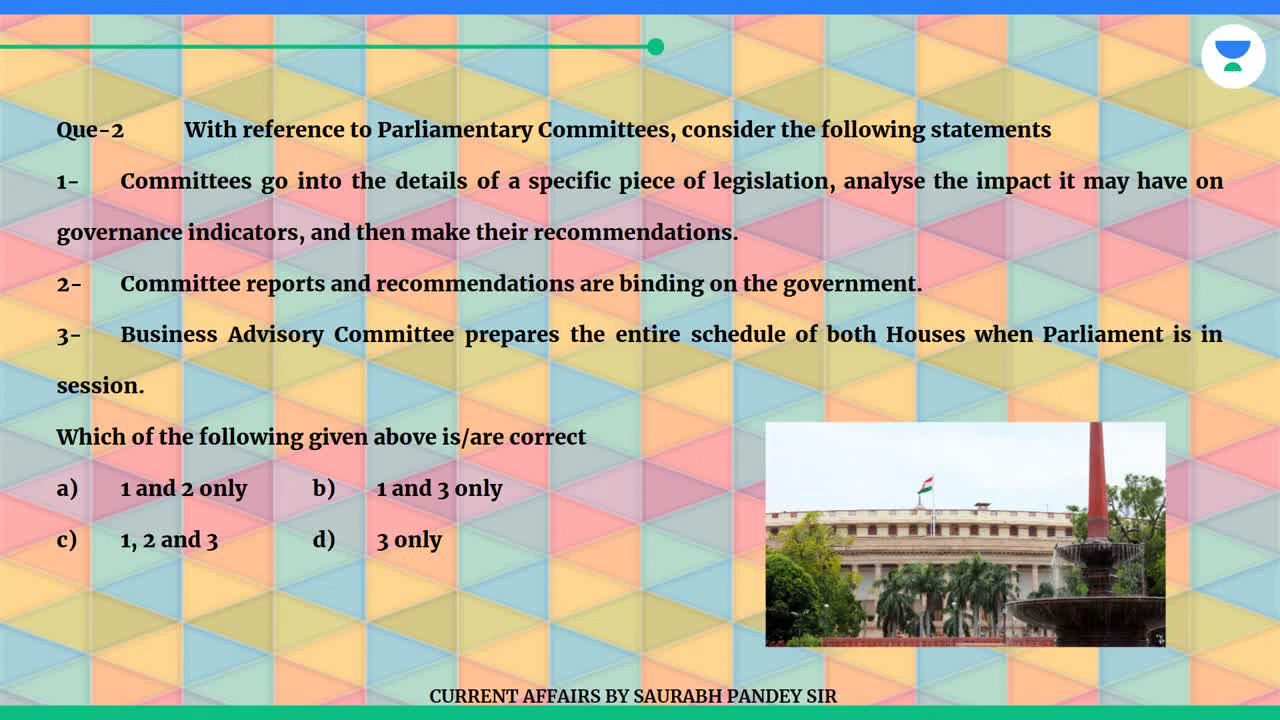 Que-2 With reference to Parliamentary Committees, consider the following statements
1- Committees go into the details of a specific piece of legislation, analyse the impact it may have on
governance indicators, and then make their recommendations.
2- Committee reports and recommendations are binding on the government.
3- Business Advisory Committee prepares the entire schedule of both Houses when Parliament is in
session.
Which of the following given above is/are correct
a) 1 and 2 only b) 1 and 3 only
c) 1, 2 and 3 d) 3 only
CURRENT AFFAIRS BY SAURABH PANDEY SIR